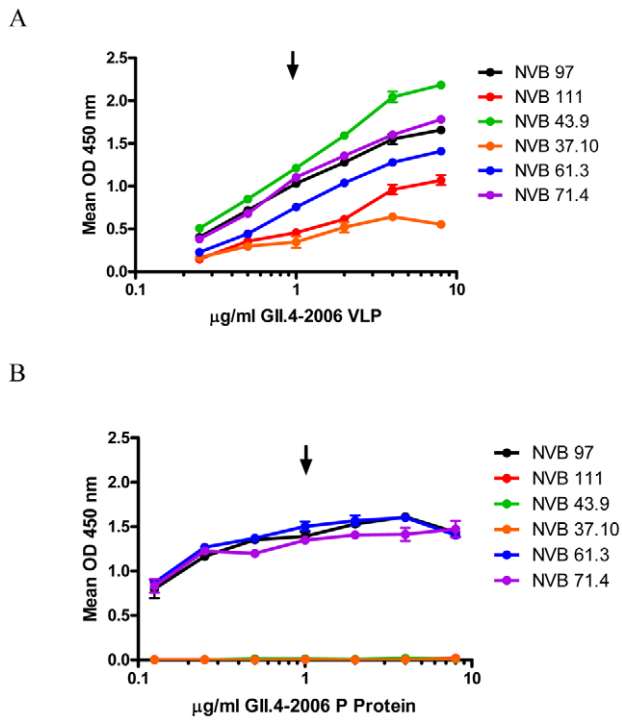 A
2.5
2.0
1.5
1.0
0.5
0.0
Mean OD 450 nm
0.1
1
10
µg/ml GII.4-2006 VLP
NVB 97
NVB 111
NVB 43.9
NVB 37.10
NVB 61.3
NVB 71.4
B
2.5
2.0
1.5
1.0
0.5
0.0
Mean OD 450 nm
0.1
1
10
µg/ml GII.4-2006 P Protein
NVB 97
NVB 111
NVB 43.9
NVB 37.10
NVB 61.3
NVB 71.4